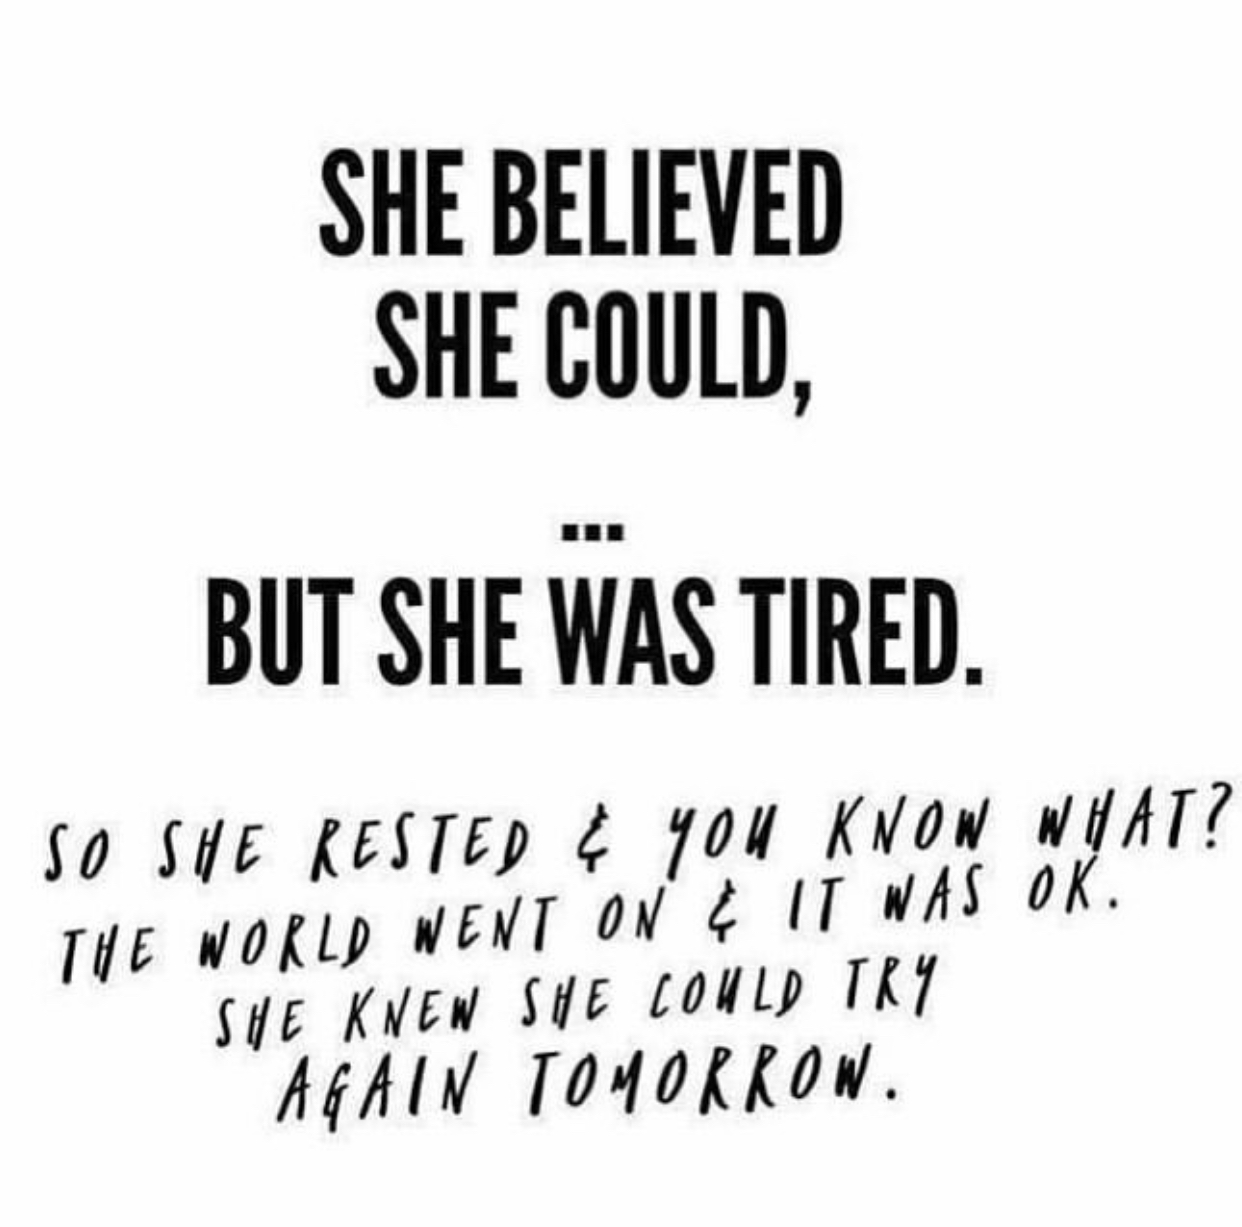 SHE BELIEVED
SHE COULD,
...
BUT SHE WAS TIRED.
SO SHE RESTED & YOU KNOW WHAT?
THE WORLD WENT ON & IT WAS OK.
SHE KNEW SHE COULD TRY
AGAIN TOMORROW.